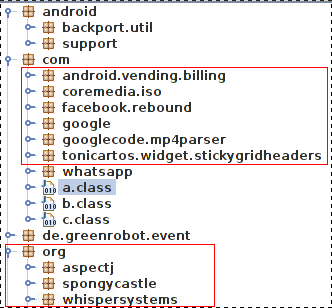 android
backport.util
support
com
android.vending.billing
coremedia.iso
facebook.rebound
google
googlecode.mp4parser
tonicartos.widget.stickygridheaders
whatsapp
a.class
b.class
c.class
de.greenrobot.event
org
aspectj
spongycastle
whispersystems